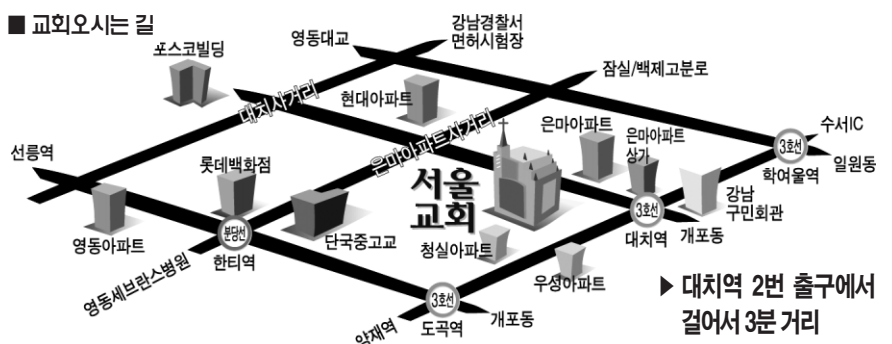 ■ 교회오시는 길
영동대교
강남경찰서
면허시험장
포스코빌딩
잠실/백제고분로
대치사거리
현대아파트
은마아파트사거리
은마아파트
은마아파트
상가
수서IC
3호선
일원동
학여울역
선릉역
롯데백화점
서울
교회
강남
구민회관
3호선
대치역
개포동
영동아파트
분당선
한티역
단국중고교
청실아파트
우성아파트
영동세브란스병원
3호선
도곡역
개포동
양재역
▶ 대치역 2번 출구에서
걸어서 3분 거리